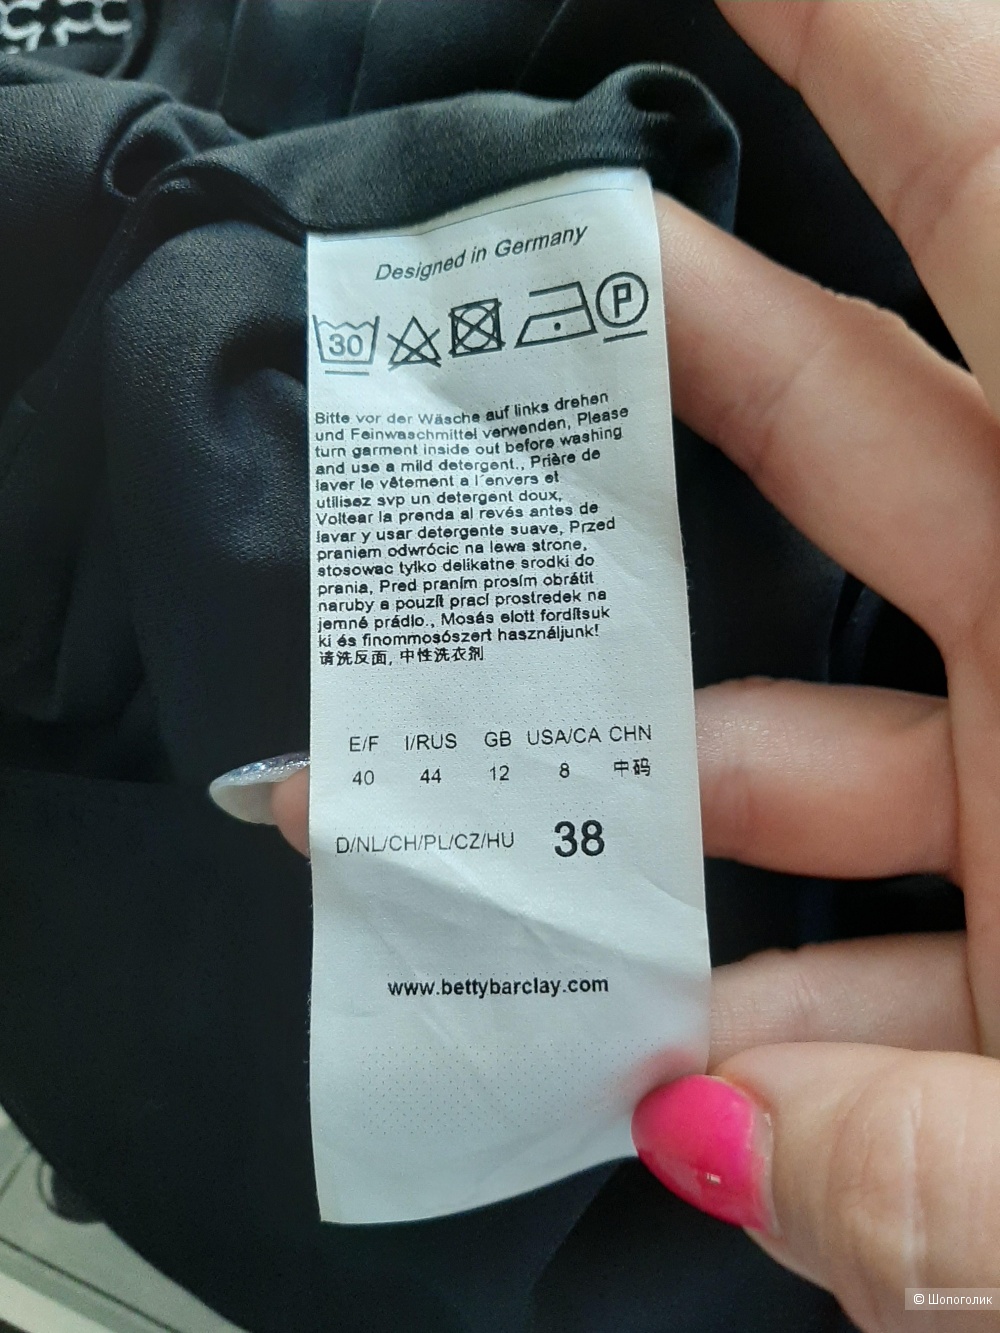 Designed in Germany
30
P
Bitte vor der Wäsche auf links drehen
und Feinwaschmittel verwenden, Please
turn garment inside out before washing
and use a mild detergent., Prière de
laver le vêtement a l´envers et
utilisez svp un detergent doux,
Voltear la prenda al revés antes de
lavar y usar detergente suave, Przed
praniem odwrócic na lewa strone,
stosowac tylko delikatne srodki do
prania, Pred praním prosím obrátit
naruby a pouzít prací prostredek na
jemné prádlo., Mosás elott fordítsuk
ki és finommosószert használjunk!
请洗反面, 中性洗衣剂
E/F I/RUS GB USA/CA CHN
40 44 12 8 中码
D/NL/CH/PL/CZ/HU 38
www.bettybarclay.com
© Шопоголик